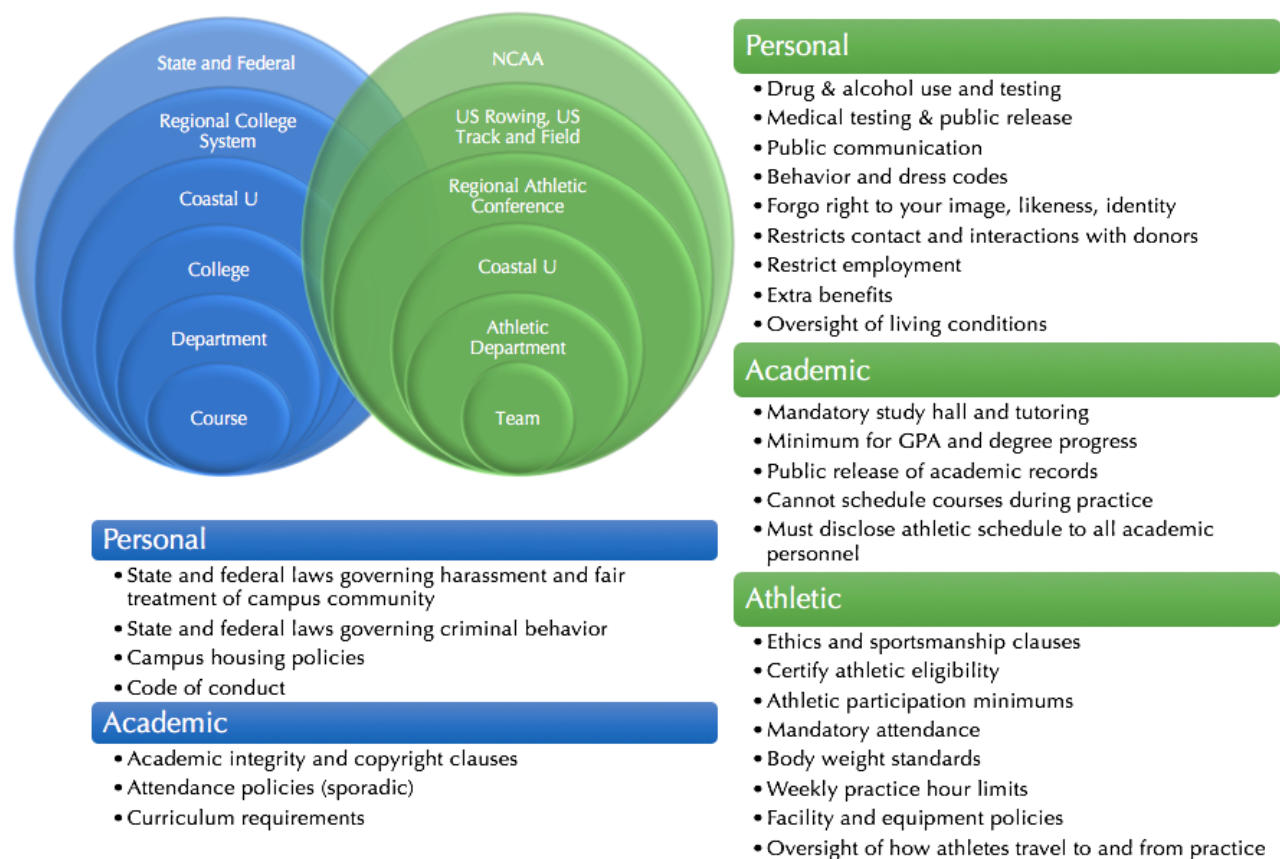 State and Federal
Regional College
System
Coastal U
College
Department
Course
NCAA
US Rowing, US
Track and Field
Regional Athletic
Conference
Coastal U
Athletic
Department
Team
Personal
• State and federal laws governing harassment and fair
treatment of campus community
• State and federal laws governing criminal behavior
• Campus housing policies
• Code of conduct
Academic
• Academic integrity and copyright clauses
• Attendance policies (sporadic)
• Curriculum requirements
Personal
• Drug & alcohol use and testing
• Medical testing & public release
• Public communication
• Behavior and dress codes
• Forgo right to your image, likeness, identity
• Restricts contact and interactions with donors
• Restrict employment
• Extra benefits
• Oversight of living conditions
Academic
• Mandatory study hall and tutoring
• Minimum for GPA and degree progress
• Public release of academic records
• Cannot schedule courses during practice
• Must disclose athletic schedule to all academic
personnel
Athletic
• Ethics and sportsmanship clauses
• Certify athletic eligibility
• Athletic participation minimums
• Mandatory attendance
• Body weight standards
• Weekly practice hour limits
• Facility and equipment policies
• Oversight of how athletes travel to and from practice